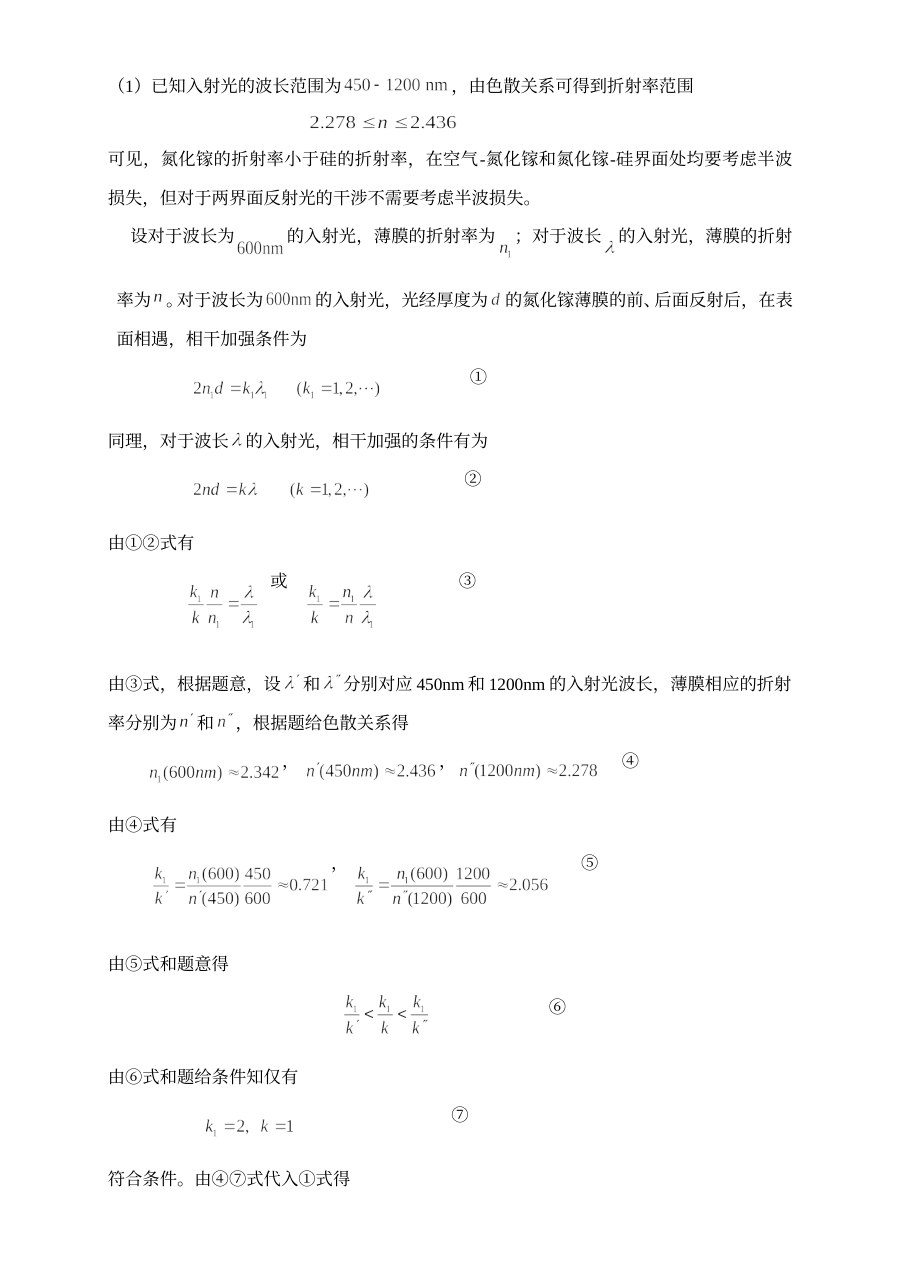 （1）已知入射光的波长范围为450 - 1200 nm，由色散关系可得到折射率范围
2.278 ≤n ≤2.436
可见，氮化镓的折射率小于硅的折射率，在空气-氮化镓和氮化镓-硅界面处均要考虑半波
损失，但对于两界面反射光的干涉不需要考虑半波损失。
设对于波长为600nm的入射光，薄膜的折射率为n₁；对于波长λ的入射光，薄膜的折射
率为n。对于波长为600nm的入射光，光经厚度为d的氮化镓薄膜的前、后面反射后，在表
面相遇，相干加强条件为
2n₁d =k₁λ₁ (k₁ =1,2,⋯) ①
同理，对于波长λ的入射光，相干加强的条件有为
2nd =kλ (k =1,2,⋯) ②
由①②式有
k₁/k n/n₁ = λ/λ₁ 或 k₁/k = n₁/n λ/λ₁ ③
由③式，根据题意，设λ′和λ″分别对应 450nm 和 1200nm 的入射光波长，薄膜相应的折射
率分别为n′和n″，根据题给色散关系得
n₁(600nm) ≈2.342， n′(450nm) ≈2.436， n″(1200nm) ≈2.278 ④
由④式有
k₁/k′ = n₁(600)/n′(450) 450/600 ≈0.721， k₁/k″ = n₁(600)/n″(1200) 1200/600 ≈2.056 ⑤
由⑤式和题意得
k₁/k′ < k₁/k < k₁/k″ ⑥
由⑥式和题给条件知仅有
k₁ =2, k =1 ⑦
符合条件。由④⑦式代入①式得